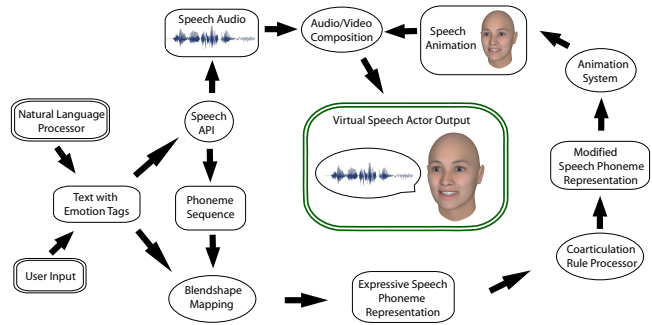 Speech Audio
Audio/Video
Composition
Speech
Animation
Animation
System
Natural Language
Processor
Speech
API
Virtual Speech Actor Output
Modified
Speech Phoneme
Representation
Text with
Emotion Tags
Phoneme
Sequence
User Input
Coarticulation
Rule Processor
Blendshape
Mapping
Expressive Speech
Phoneme
Representation